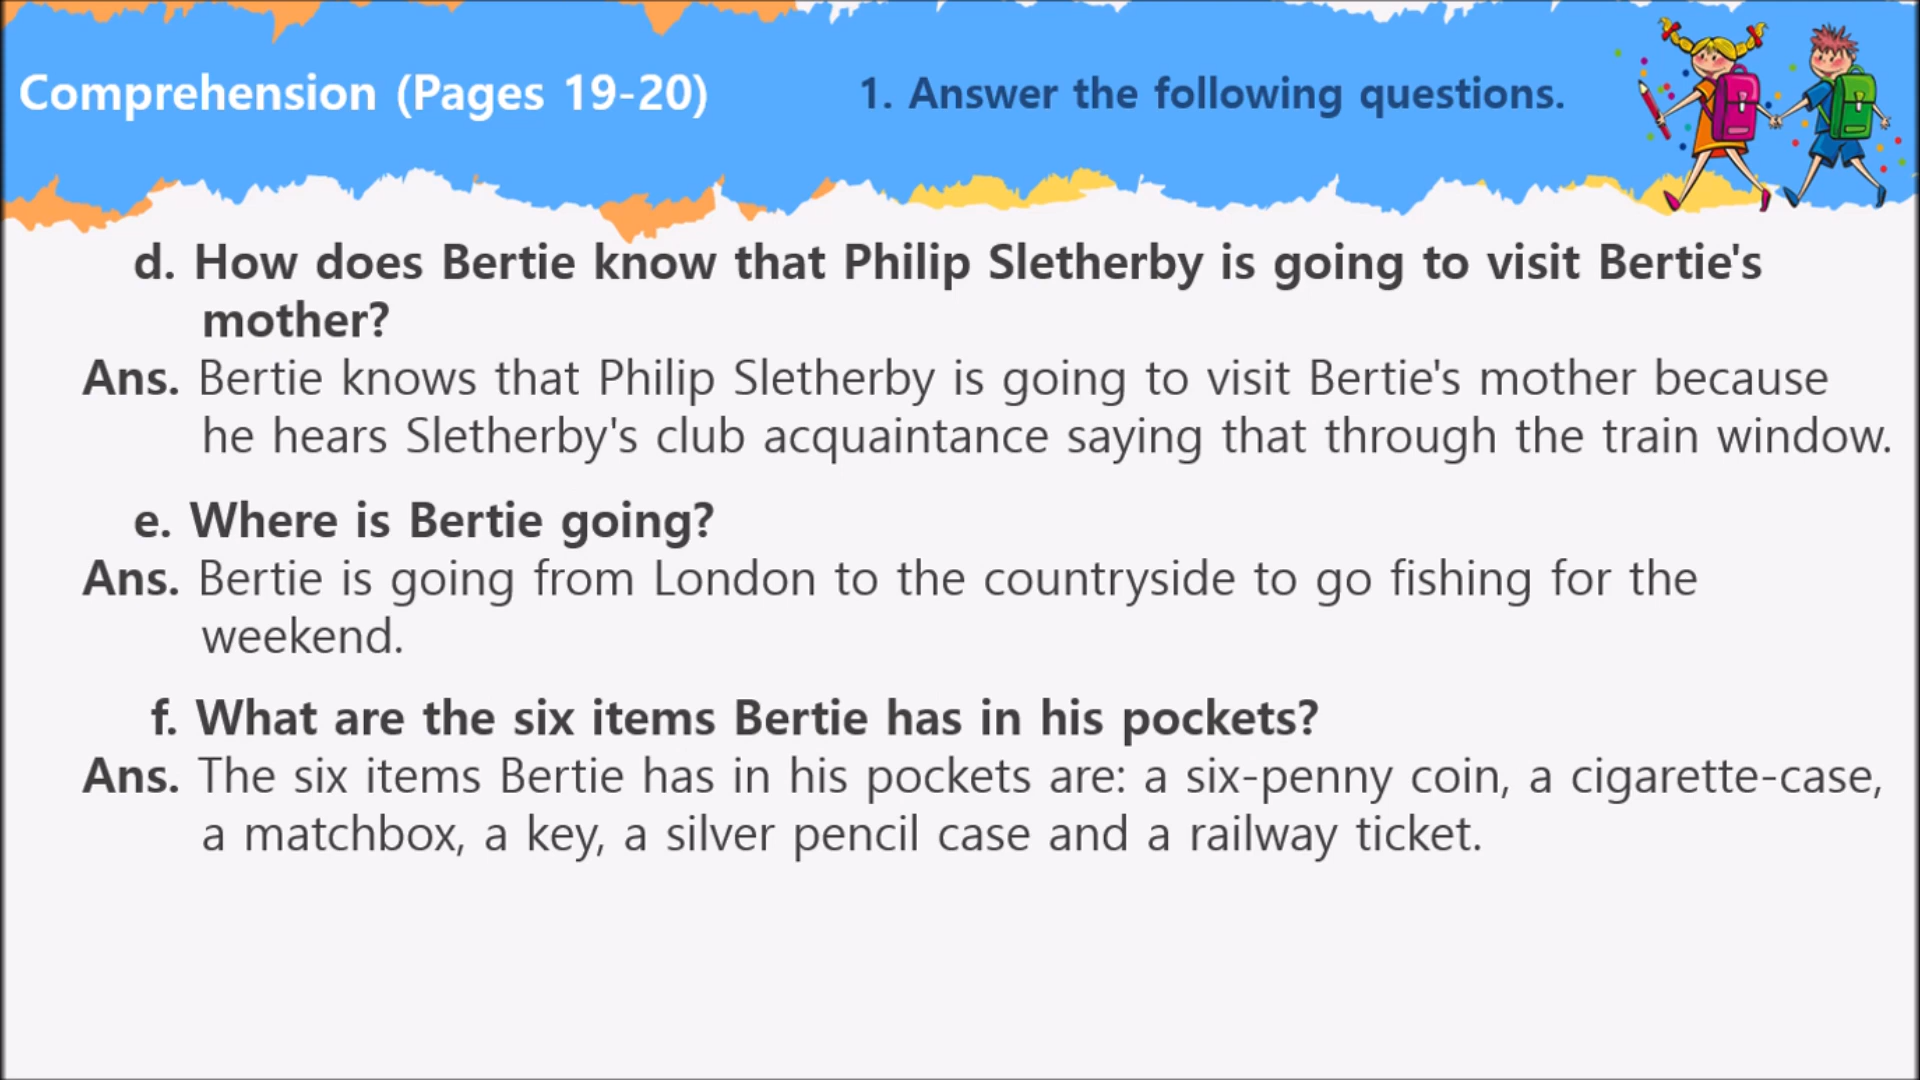 Comprehension (Pages 19-20)
1. Answer the following questions.
d. How does Bertie know that Philip Sletherby is going to visit Bertie's
mother?
Ans. Bertie knows that Philip Sletherby is going to visit Bertie's mother because
he hears Sletherby's club acquaintance saying that through the train window.
e. Where is Bertie going?
Ans. Bertie is going from London to the countryside to go fishing for the
weekend.
f. What are the six items Bertie has in his pockets?
Ans. The six items Bertie has in his pockets are: a six-penny coin, a cigarette-case,
a matchbox, a key, a silver pencil case and a railway ticket.